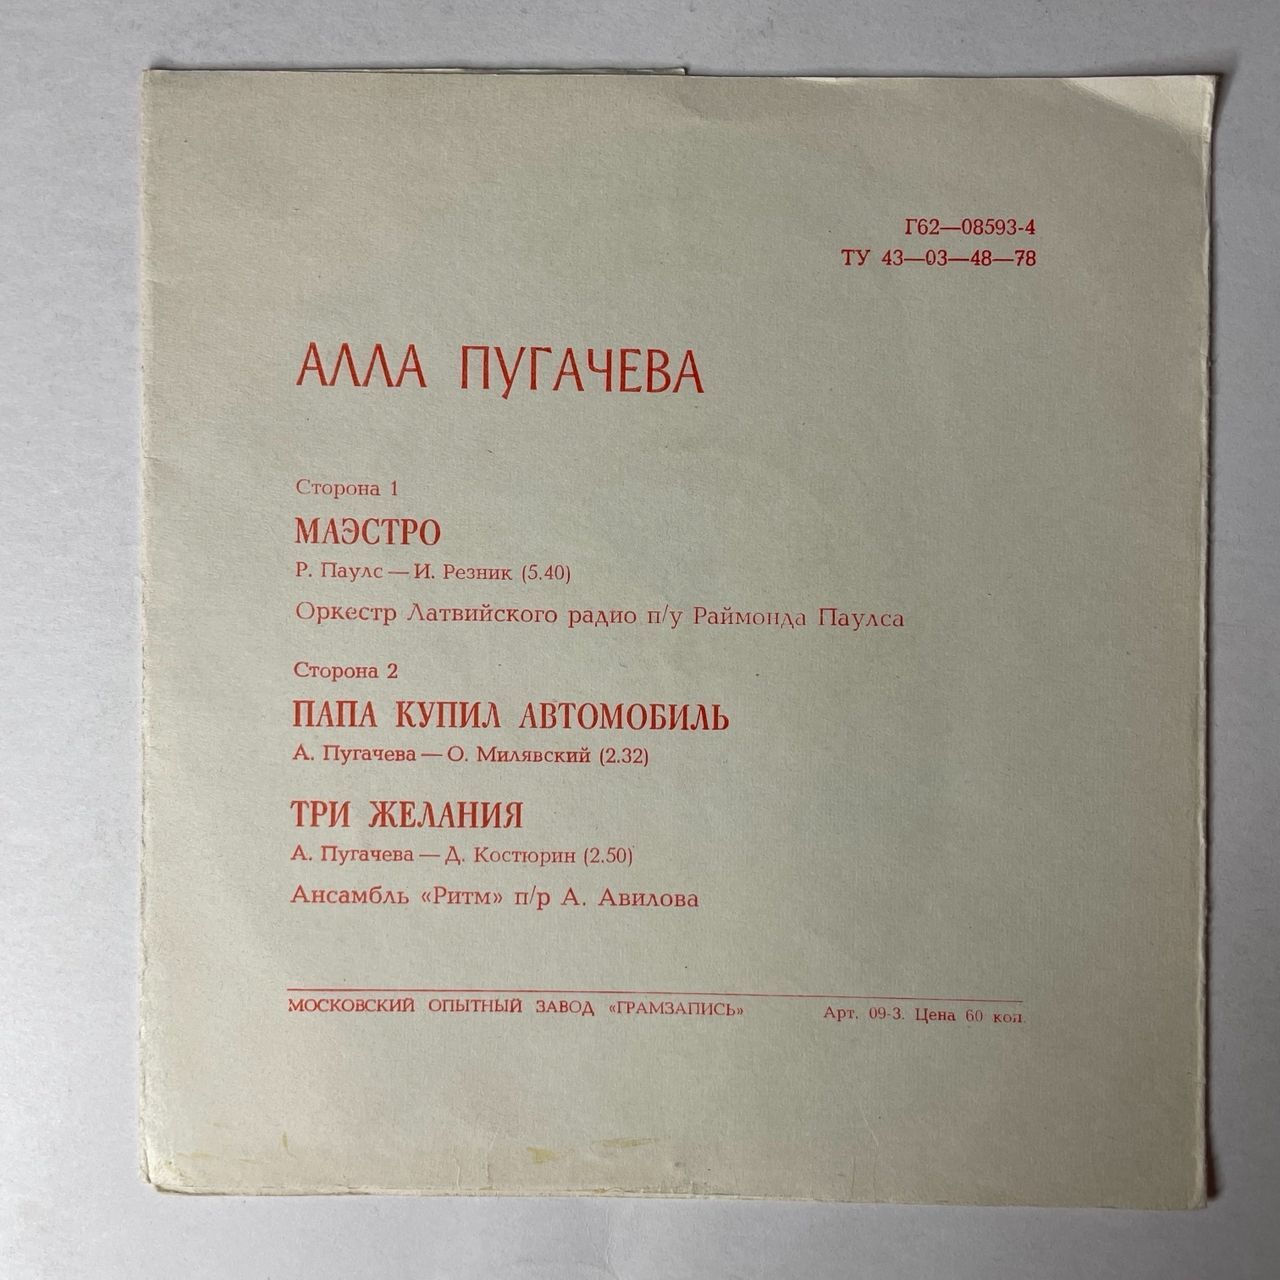 Г62—08593-4
ТУ 43—03—48—78
АЛЛА ПУГАЧЕВА
Сторона 1
МАЭСТРО
Р. Паулс — И. Резник (5.40)
Оркестр Латвийского радио п/у Раймонда Паулса
Сторона 2
ПАПА КУПИЛ АВТОМОБИЛЬ
А. Пугачева — О. Милявский (2.32)
ТРИ ЖЕЛАНИЯ
А. Пугачева — Д. Костюрин (2.50)
Ансамбль «Ритм» п/р А. Авилова
МОСКОВСКИЙ ОПЫТНЫЙ ЗАВОД «ГРАМЗАПИСЬ» Арт. 09-3. Цена 60 коп.